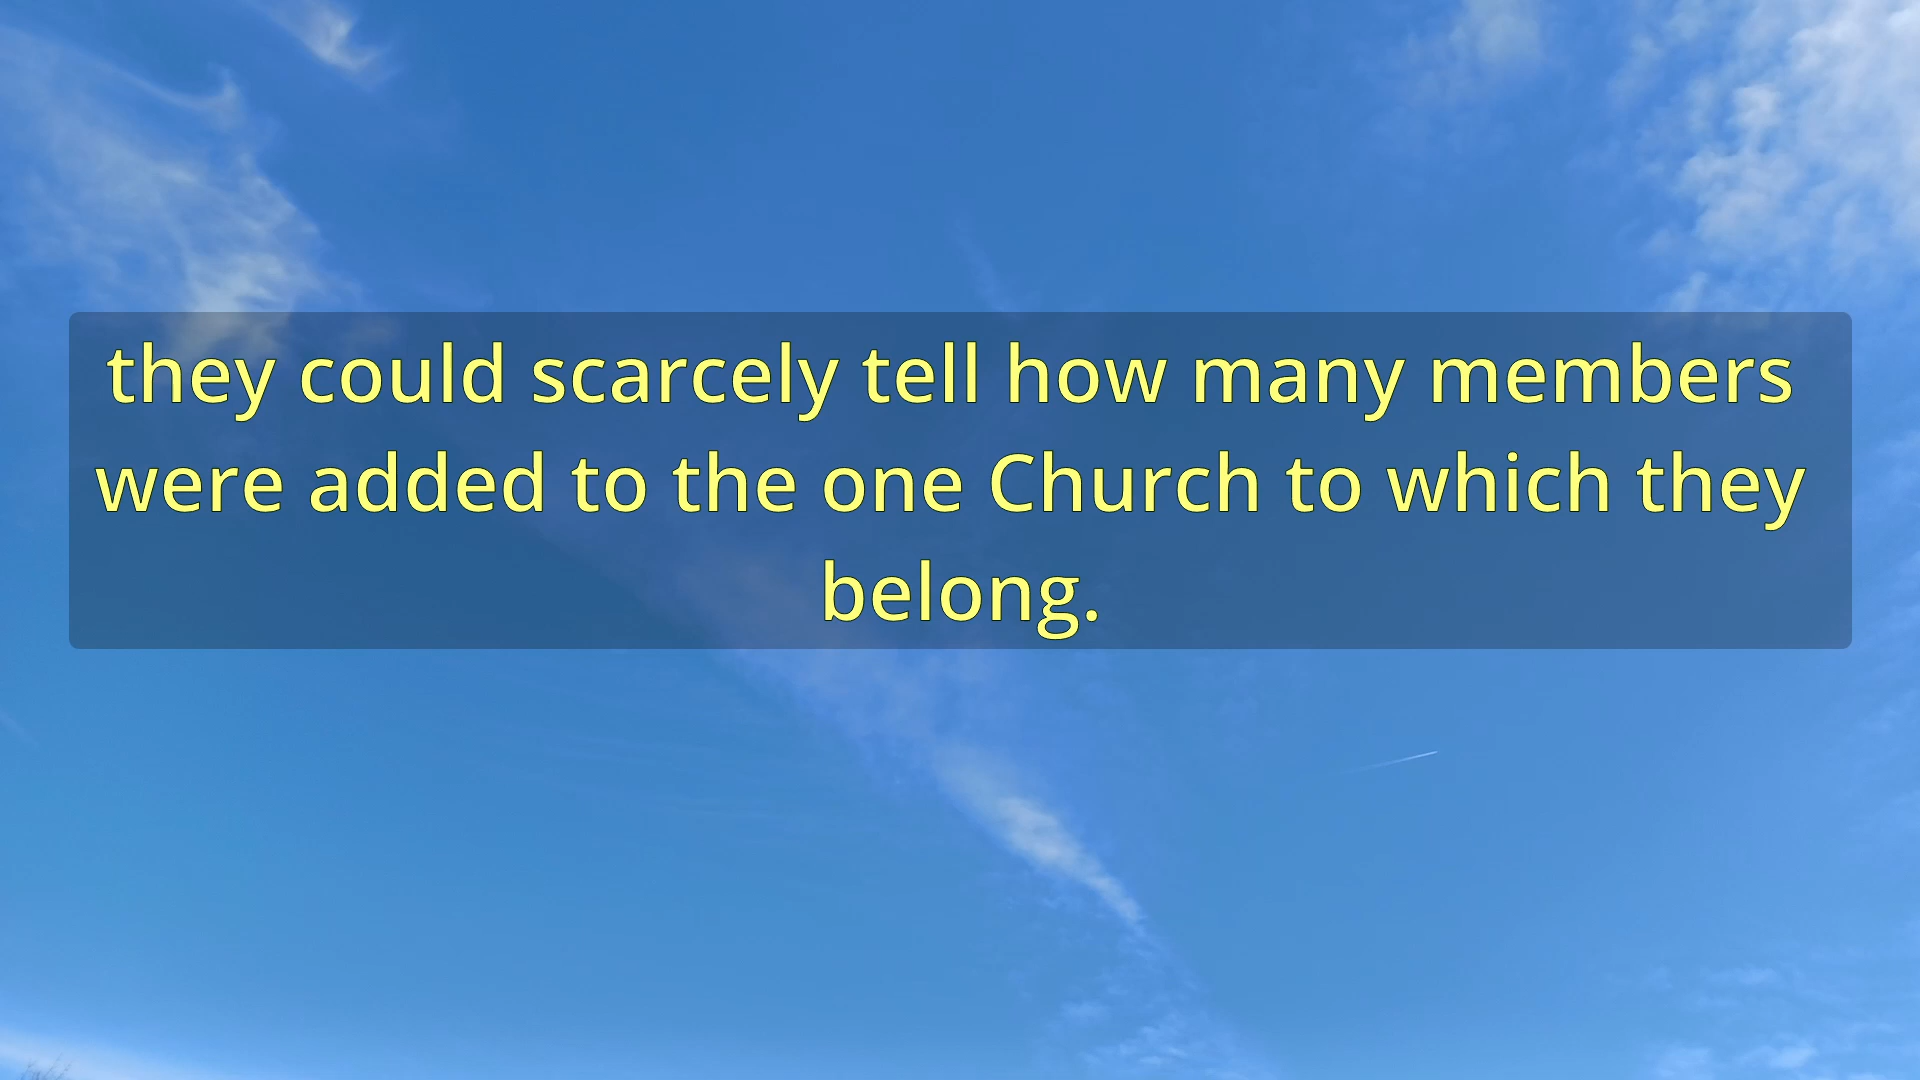 they could scarcely tell how many members
were added to the one Church to which they
belong.